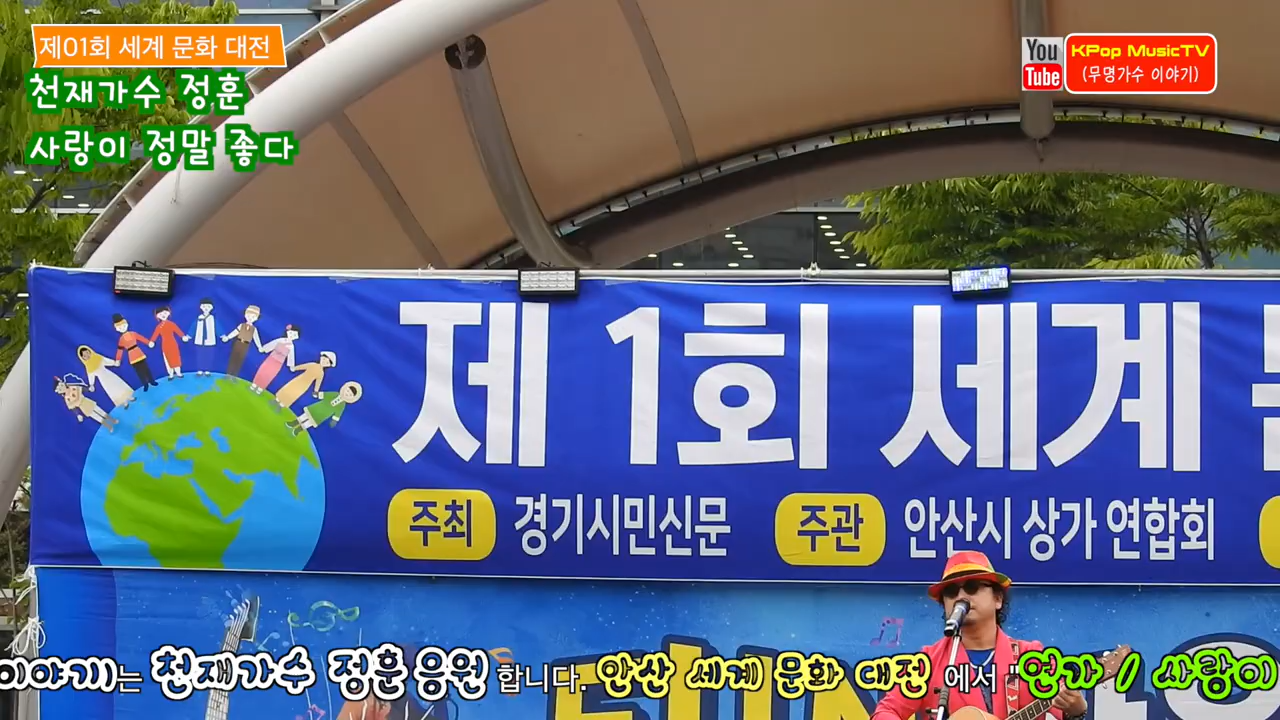 제01회 세계 문화 대전
천재가수 정훈
사랑이 정말 좋다
You Tube
KPop MusicTV
(무명가수 이야기)
제 1회 세계
주최 경기시민신문 주관 안산시 상가 연합회
이야기)는 천재가수 정훈 응원 합니다. 안산 세계 문화 대전 에서 "연가 / 사랑이